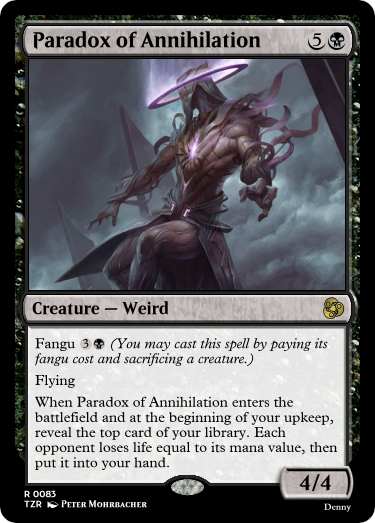 Paradox of Annihilation 5
Creature — Weird
Fangu 3 (You may cast this spell by paying its
fangu cost and sacrificing a creature.)
Flying
When Paradox of Annihilation enters the
battlefield and at the beginning of your upkeep,
reveal the top card of your library. Each
opponent loses life equal to its mana value, then
put it into your hand.
4/4
R 0083
TZR Peter Mohrbacher
Denny